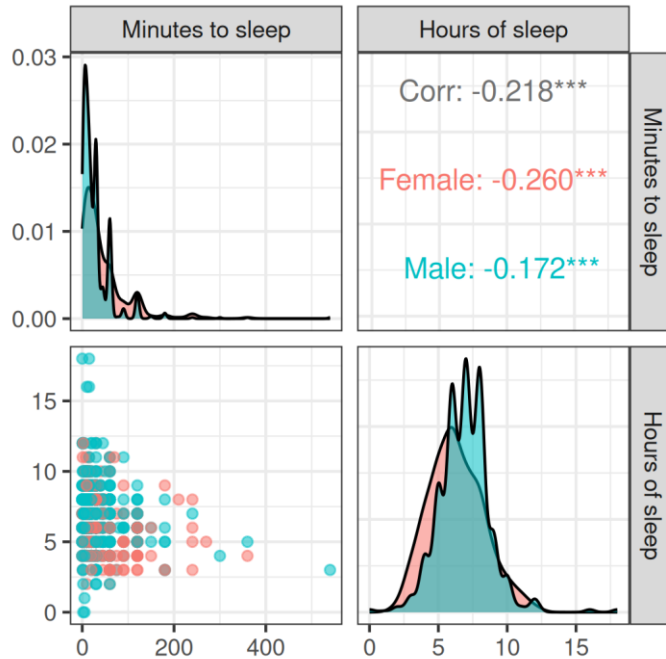 Minutes to sleep
Hours of sleep
0.03
0.02
0.01
0.00
Corr: -0.218***
Female: -0.260***
Male: -0.172***
Minutes to sleep
15
10
5
0
Hours of sleep
0
200
400
0
5
10
15